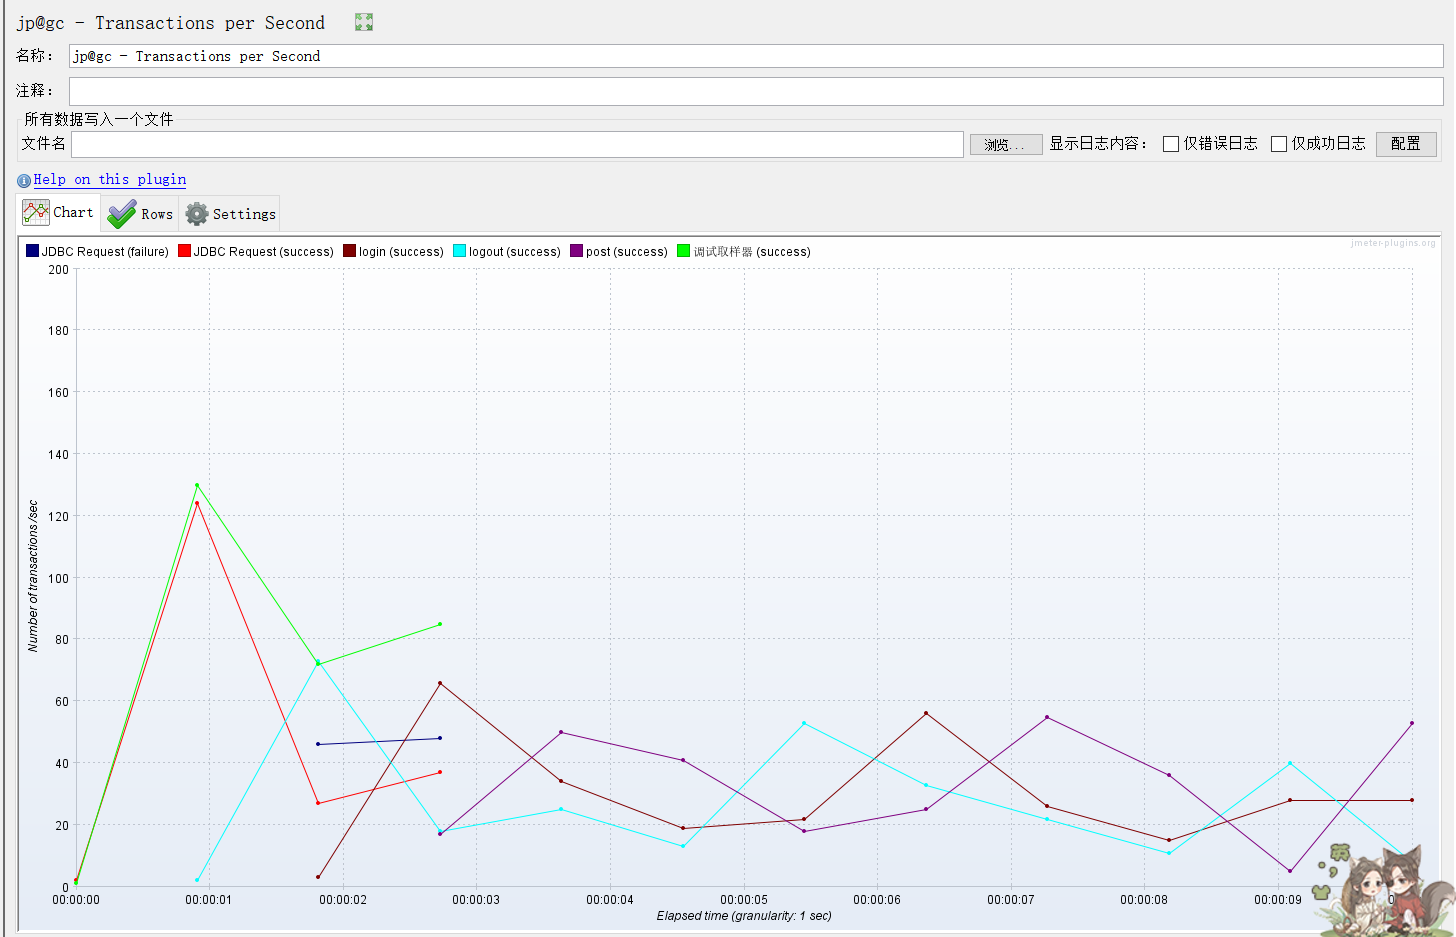 jp@gc - Transactions per Second
名称： jp@gc - Transactions per Second
注释：
所有数据写入一个文件
文件名 浏览... 显示日志内容： 仅错误日志 仅成功日志 配置
Help on this plugin
Chart Rows Settings
jmeter-plugins.org
JDBC Request (failure) JDBC Request (success) login (success) logout (success) post (success) 调试取样器 (success)
200
180
160
140
120
100
80
60
40
20
0
Number of transactions /sec
00:00:00 00:00:01 00:00:02 00:00:03 00:00:04 00:00:05 00:00:06 00:00:07 00:00:08 00:00:09
Elapsed time (granularity: 1 sec)
英